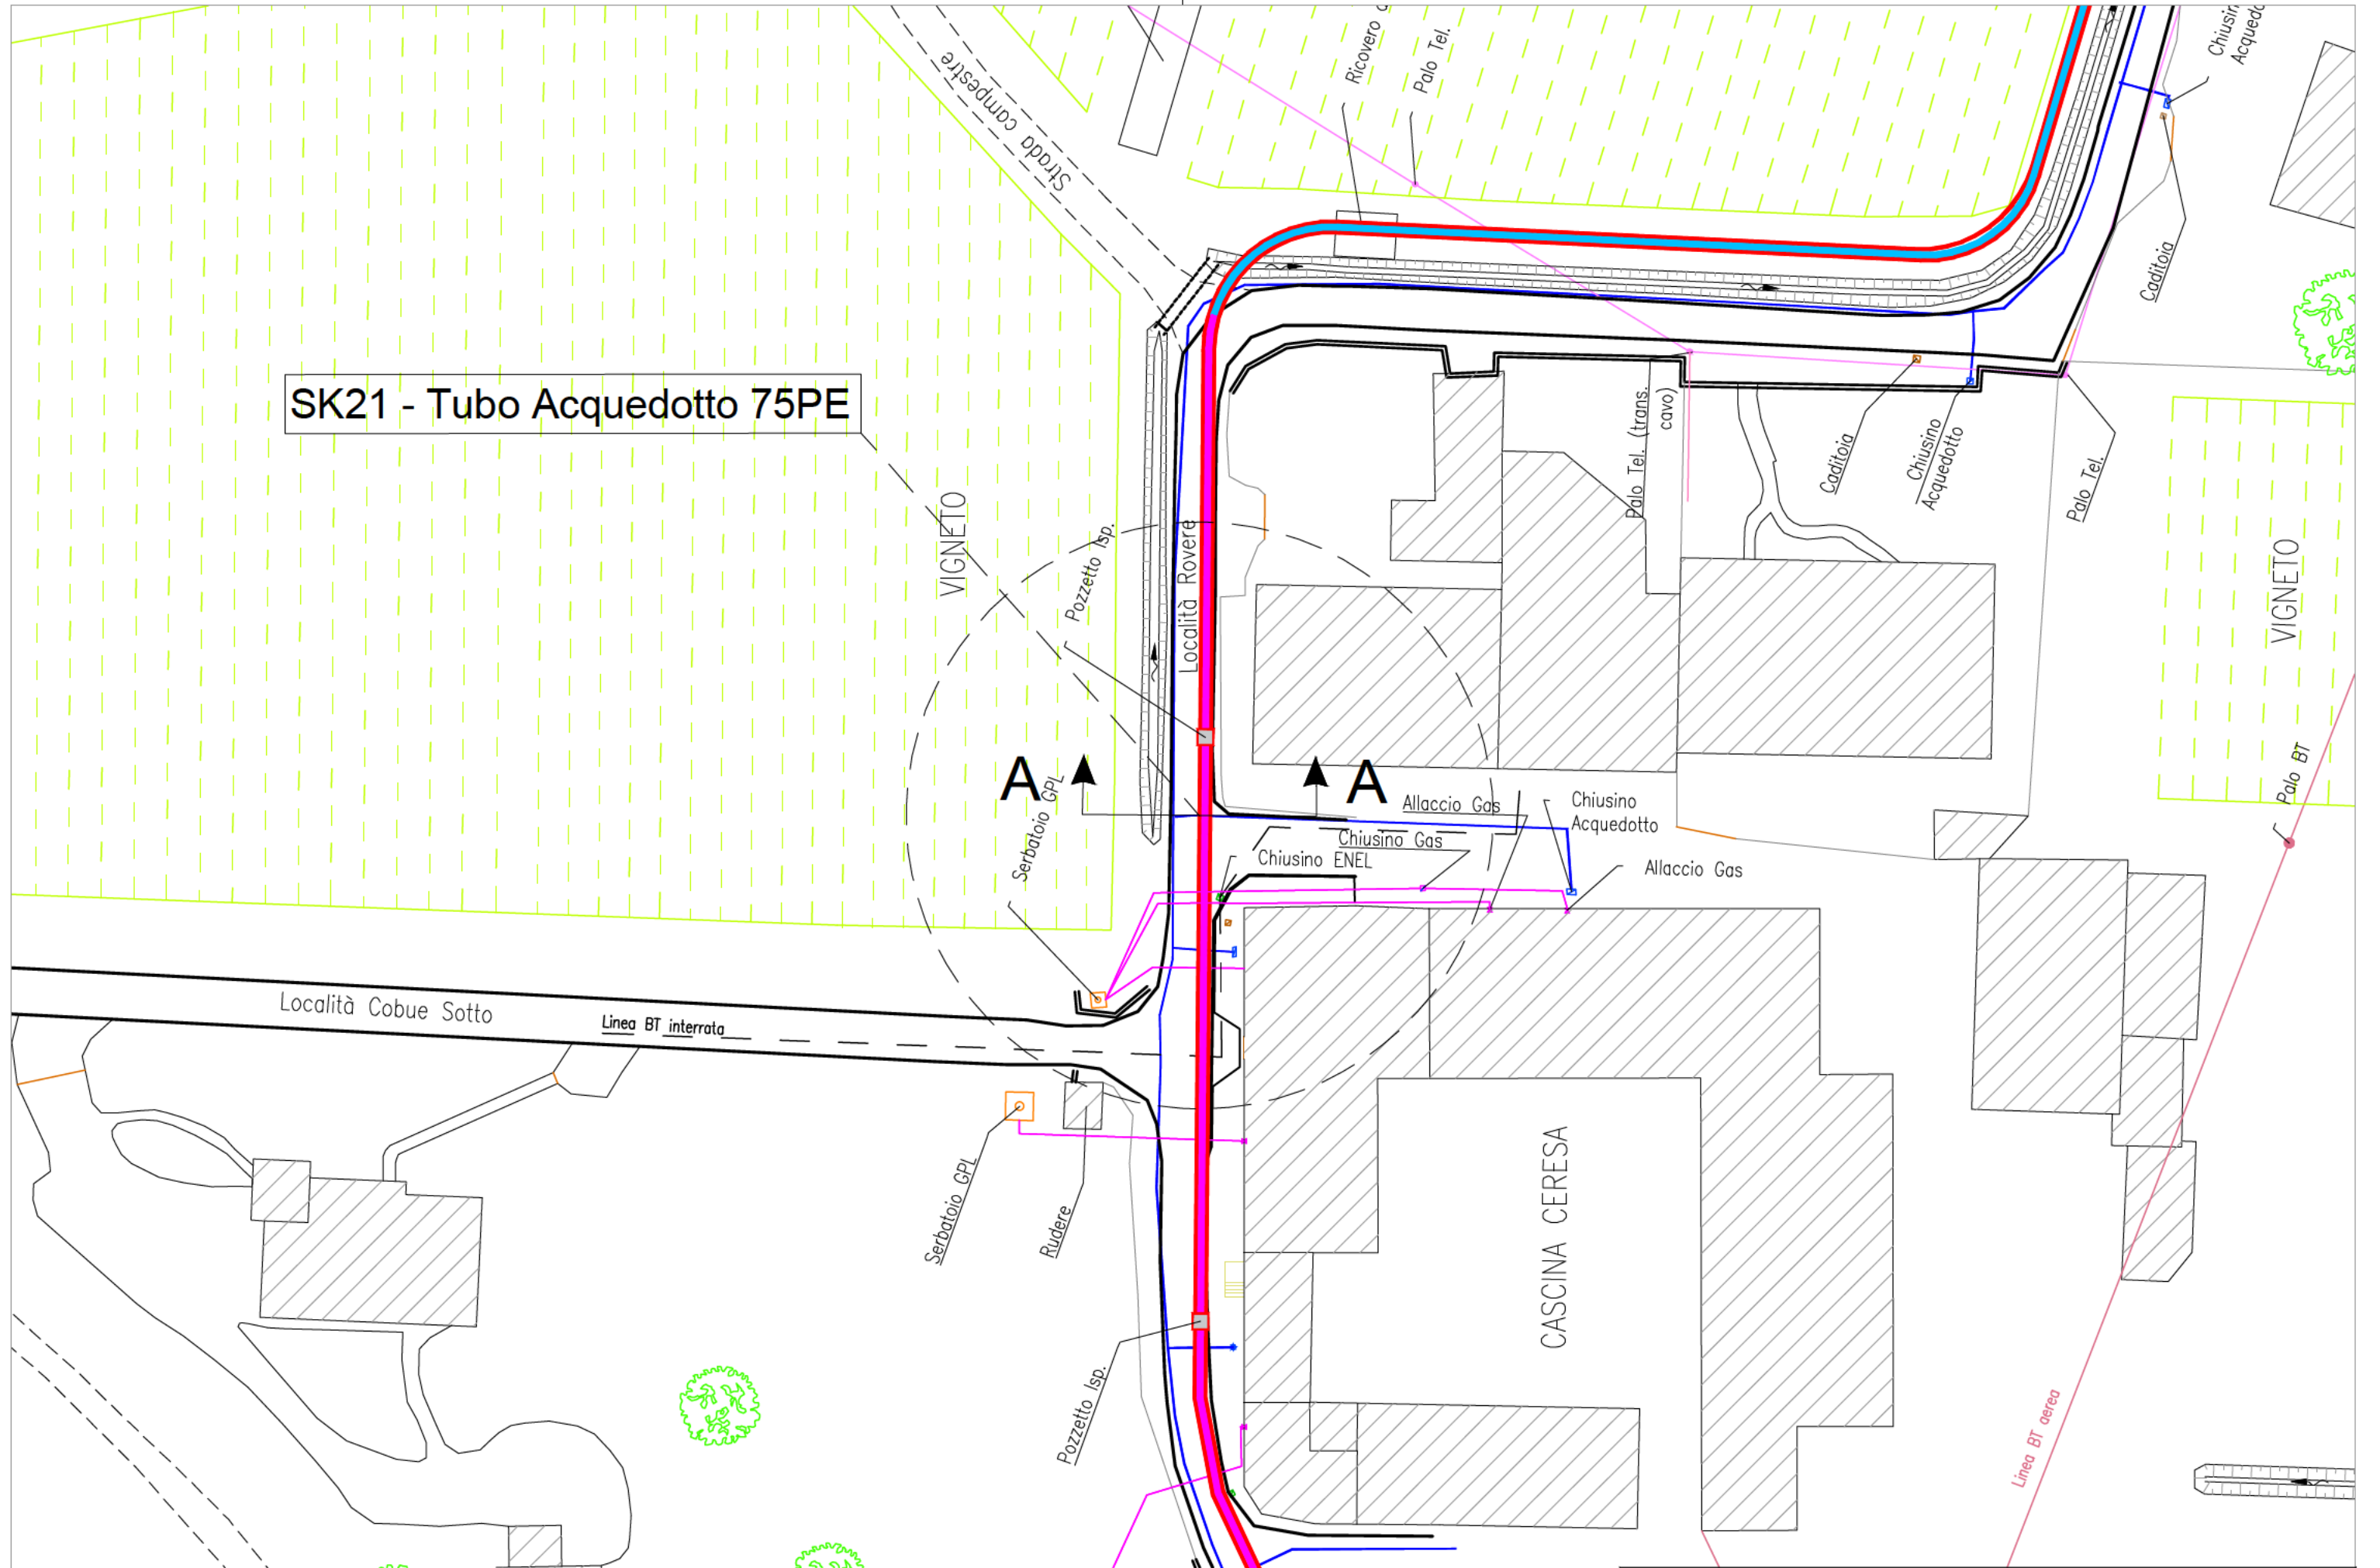 Ricovero
Palo Tel.
Strada campestre
Caditoia
SK21 - Tubo Acquedotto 75PE
VIGNETO
Pozzetto Isp.
Località Rovere
Palo Tel. (trans.
cavo)
Caditoia
Chiusino
Acquedotto
Palo Tel.
VIGNETO
A
A
Serbatoio GPL
Allaccio Gas
Chiusino
Acquedotto
Chiusino Gas
Chiusino ENEL
Allaccio Gas
Palo BT
Località Cobue Sotto
Linea BT interrata
Serbatoio GPL
Rudere
CASCINA CERESA
Pozzetto Isp.
Linea BT aerea